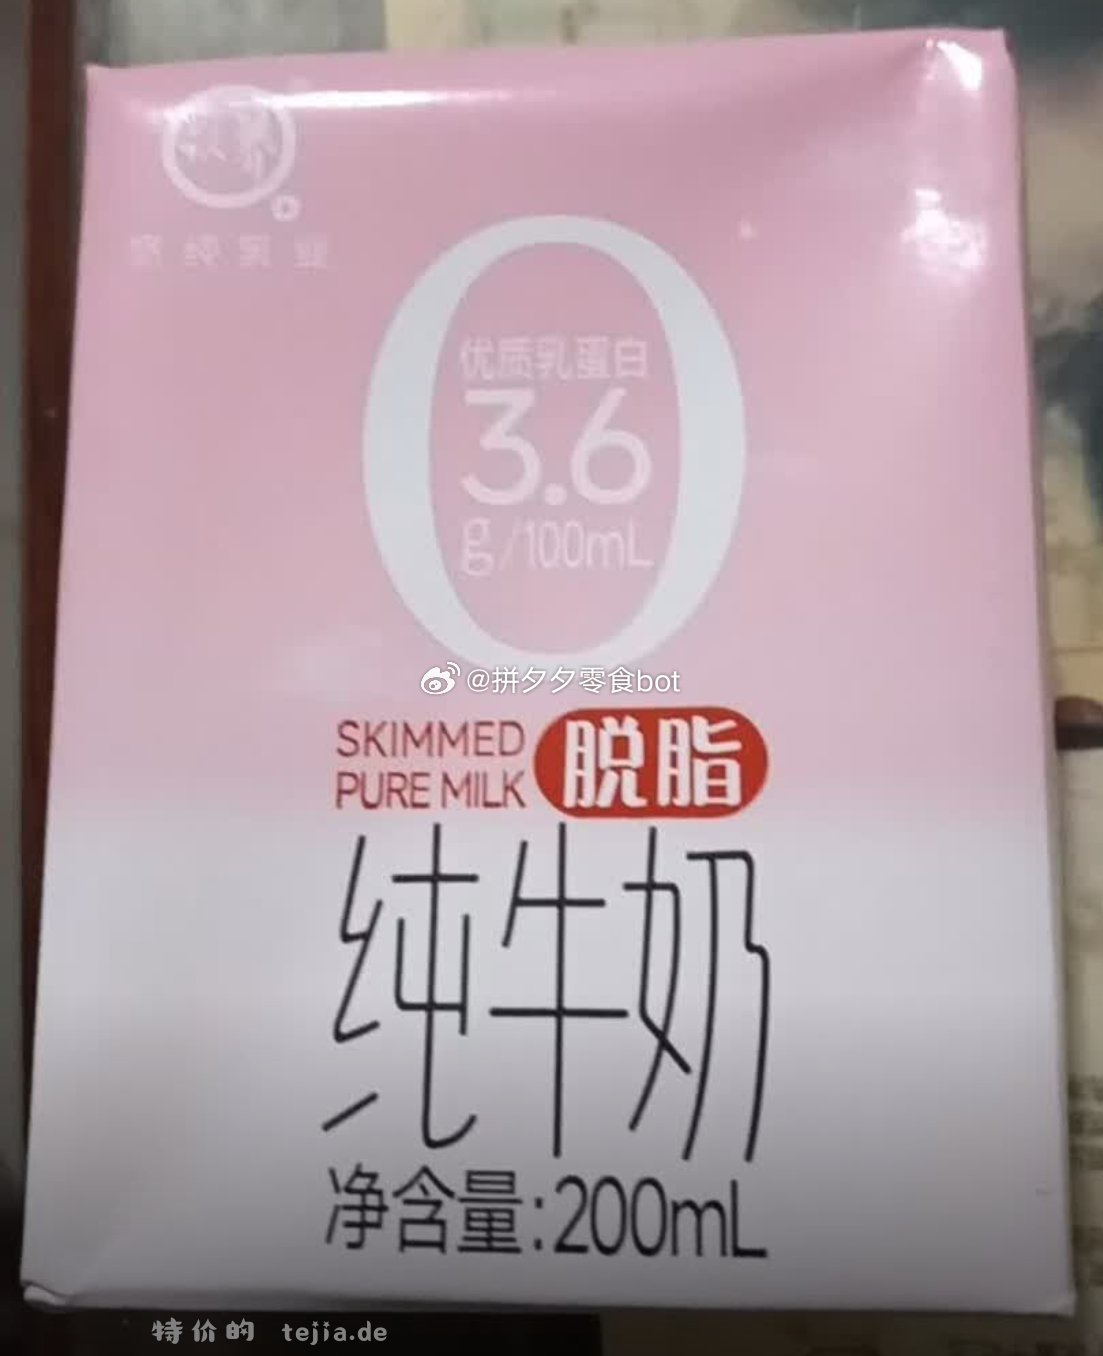 优质乳蛋白
3.6
g/100mL
@拼夕夕零食bot
SKIMMED
PURE MILK
脱脂
纯牛奶
净含量:200mL
特价的 tejia.de